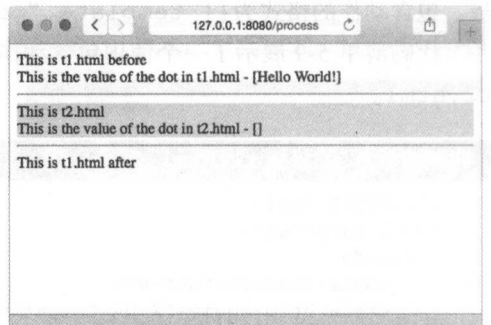 127.0.0.1:8080/process
This is t1.html before
This is the value of the dot in t1.html - [Hello World!]
This is t2.html
This is the value of the dot in t2.html - []
This is t1.html after